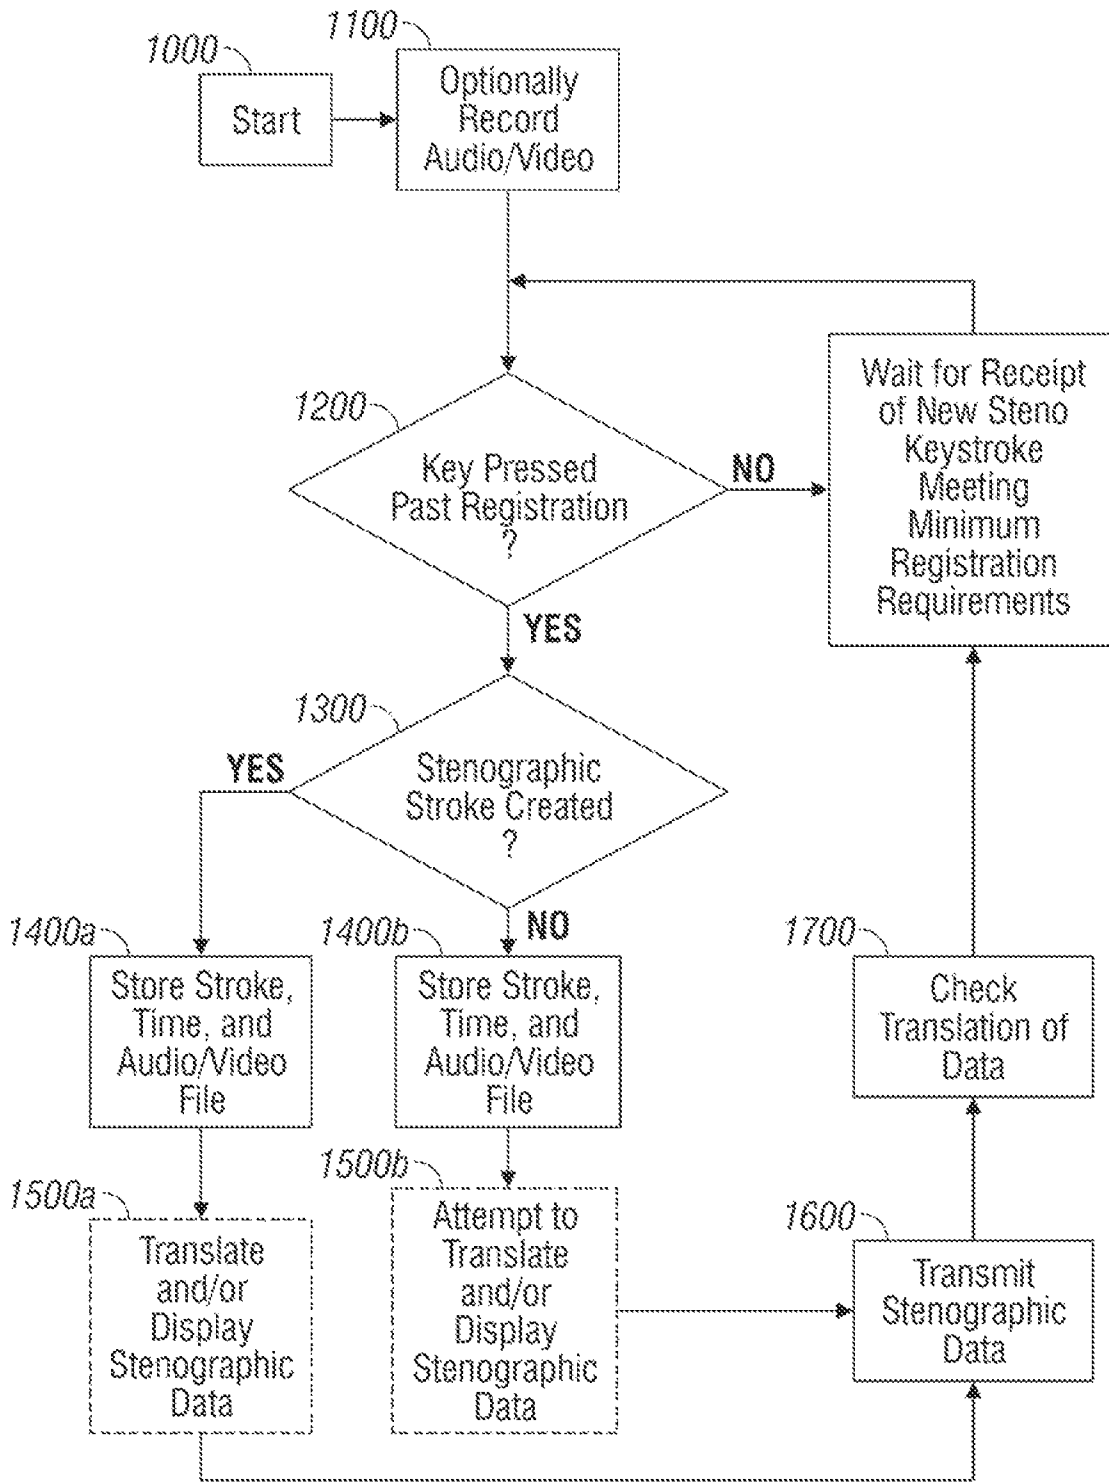 1000
Start
1100
Optionally
Record
Audio/Video
1200
Key Pressed
Past Registration
?
NO
Wait for Receipt
of New Steno
Keystroke
Meeting
Minimum
Registration
Requirements
YES
1300
YES
Stenographic
Stroke Created
?
NO
1400a
Store Stroke,
Time, and
Audio/Video
File
1400b
Store Stroke,
Time, and
Audio/Video
File
1700
Check
Translation of
Data
1500a
Translate
and/or
Display
Stenographic
Data
1500b
Attempt to
Translate
and/or
Display
Stenographic
Data
1600
Transmit
Stenographic
Data